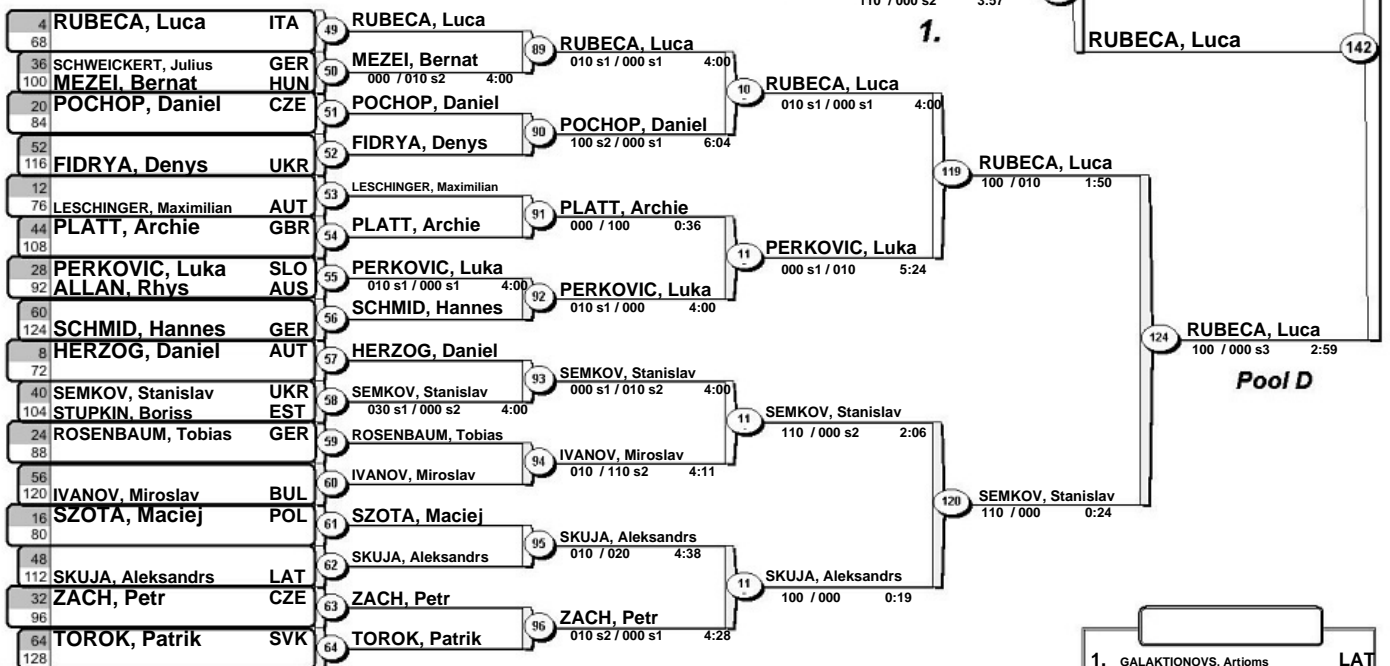 110 / 000 s2 3:57
1.
RUBECA, Luca
142
4 RUBECA, Luca ITA
68
49
RUBECA, Luca
36 SCHWEICKERT, Julius GER
100 MEZEI, Bernat HUN
50
MEZEI, Bernat
000 / 010 s2 4:00
89
RUBECA, Luca
010 s1 / 000 s1 4:00
20 POCHOP, Daniel CZE
84
51
POCHOP, Daniel
52
116 FIDRYA, Denys UKR
52
FIDRYA, Denys
90
POCHOP, Daniel
100 s2 / 000 s1 6:04
10
RUBECA, Luca
010 s1 / 000 s1 4:00
12
76 LESCHINGER, Maximilian AUT
53
LESCHINGER, Maximilian
44 PLATT, Archie GBR
108
54
PLATT, Archie
91
PLATT, Archie
000 / 100 0:36
28 PERKOVIC, Luka SLO
92 ALLAN, Rhys AUS
55
PERKOVIC, Luka
010 s1 / 000 s1 4:00
60
124 SCHMID, Hannes GER
56
SCHMID, Hannes
92
PERKOVIC, Luka
010 s1 / 000 4:00
11
PERKOVIC, Luka
000 s1 / 010 5:24
119
RUBECA, Luca
100 / 010 1:50
8 HERZOG, Daniel AUT
72
57
HERZOG, Daniel
40 SEMKOV, Stanislav UKR
104 STUPKIN, Boriss EST
58
SEMKOV, Stanislav
030 s1 / 000 s2 4:00
93
SEMKOV, Stanislav
000 s1 / 010 s2 4:00
24 ROSENBAUM, Tobias GER
88
59
ROSENBAUM, Tobias
56
120 IVANOV, Miroslav BUL
60
IVANOV, Miroslav
94
IVANOV, Miroslav
010 / 110 s2 4:11
11
SEMKOV, Stanislav
110 / 000 s2 2:06
16 SZOTA, Maciej POL
80
61
SZOTA, Maciej
48
112 SKUJA, Aleksandrs LAT
62
SKUJA, Aleksandrs
95
SKUJA, Aleksandrs
010 / 020 4:38
32 ZACH, Petr CZE
96
63
ZACH, Petr
64 TOROK, Patrik SVK
128
64
TOROK, Patrik
96
ZACH, Petr
010 s2 / 000 s1 4:28
11
SKUJA, Aleksandrs
100 / 000 0:19
120
SEMKOV, Stanislav
110 / 000 0:24
124
RUBECA, Luca
100 / 000 s3 2:59
Pool D
1. GALAKTIONOVS, Artioms LAT